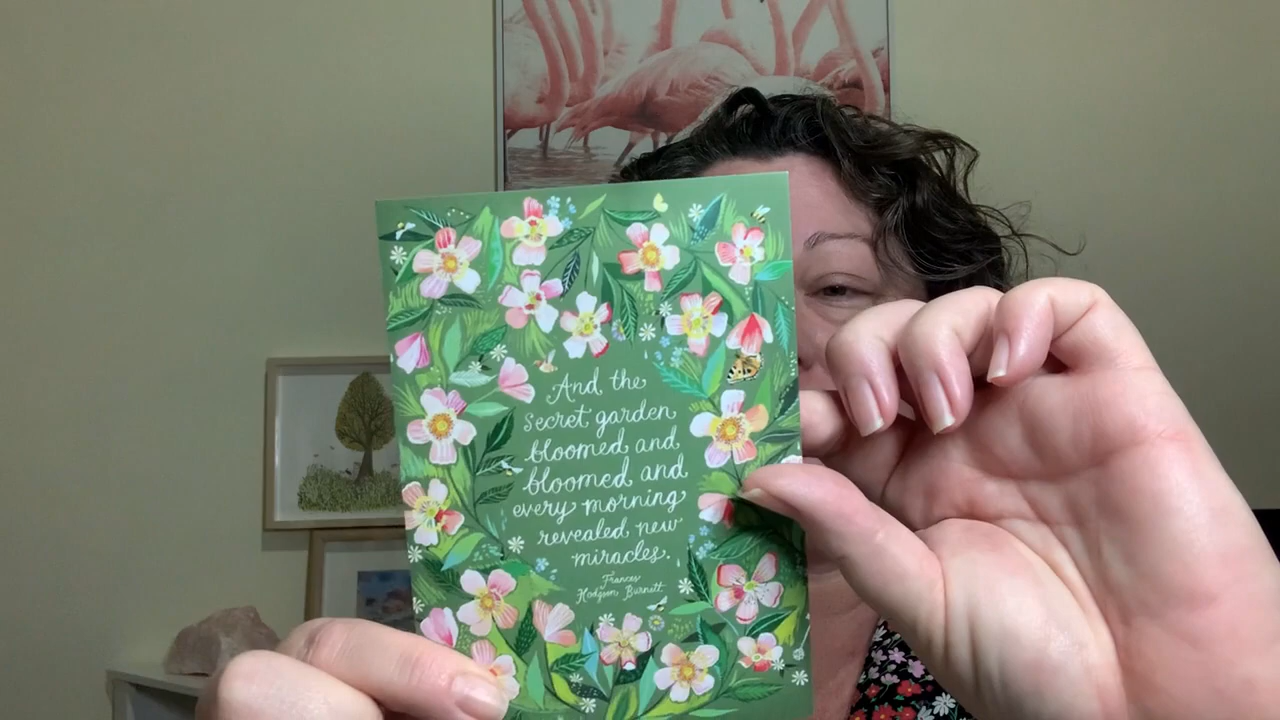 And, the
secret garden
bloomed and
bloomed and
every morning
revealed new
miracles.
Frances
Hodgson Burnett